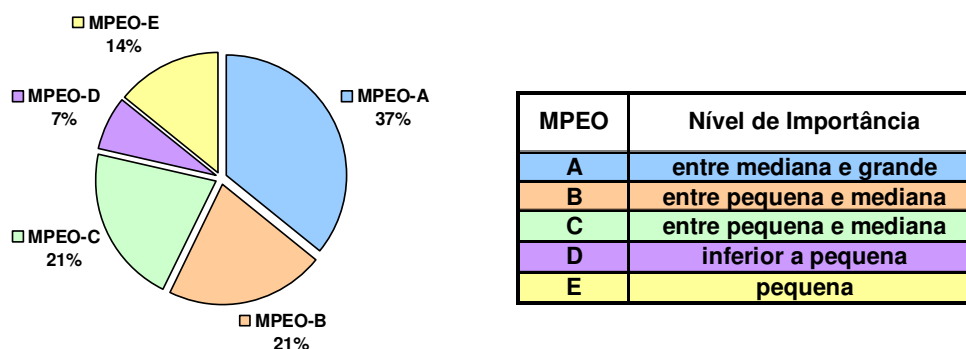 MPEO-E
14%
MPEO-D
7%
MPEO-A
37%
MPEO-C
21%
MPEO-B
21%
MPEO Nível de Importância
A entre mediana e grande
B entre pequena e mediana
C entre pequena e mediana
D inferior a pequena
E pequena